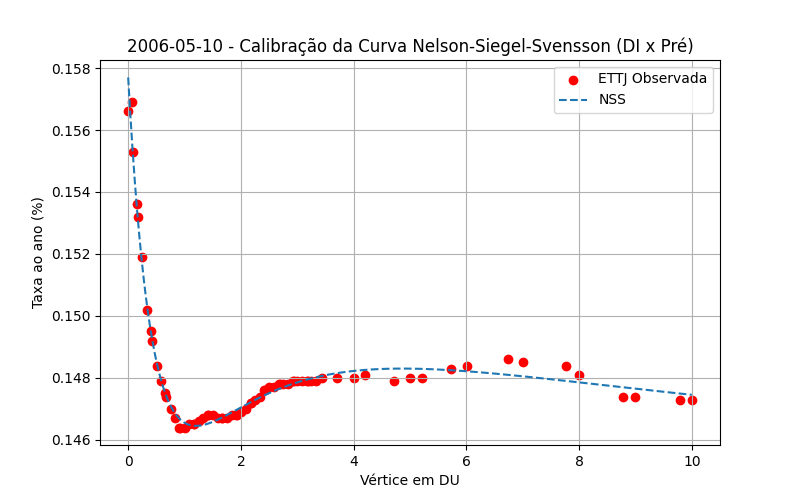 2006-05-10 - Calibração da Curva Nelson-Siegel-Svensson (DI x Pré)
ETTJ Observada
NSS
Taxa ao ano (%)
0.158
0.156
0.154
0.152
0.150
0.148
0.146
0 2 4 6 8 10
Vértice em DU